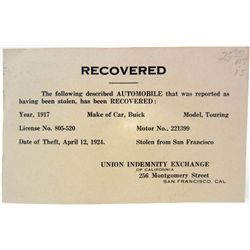 RECOVERED
The following described AUTOMOBILE that was reported as
having been stolen, has been RECOVERED:
Year, 1917 Make of Car, Buick Model, Touring
License No. 805-520 Motor No., 221399
Date of Theft, April 12, 1924. Stolen from San Francisco
UNION INDEMNITY EXCHANGE
OF CALIFORNIA
256 Montgomery Street
SAN FRANCISCO, CAL